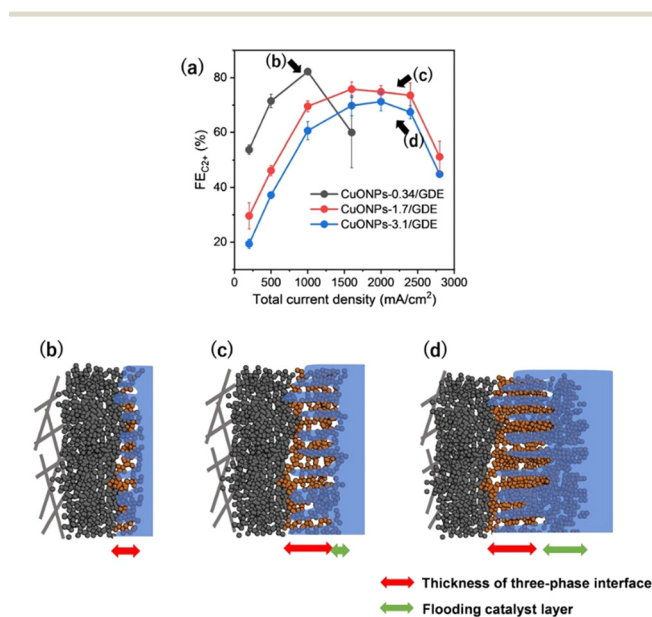 (a)
(b)
(c)
(d)
FEC2+ (%)
80
60
40
20
CuONPs-0.34/GDE
CuONPs-1.7/GDE
CuONPs-3.1/GDE
0 500 1000 1500 2000 2500 3000
Total current density (mA/cm²)
(b) (c) (d)
Thickness of three-phase interface
Flooding catalyst layer